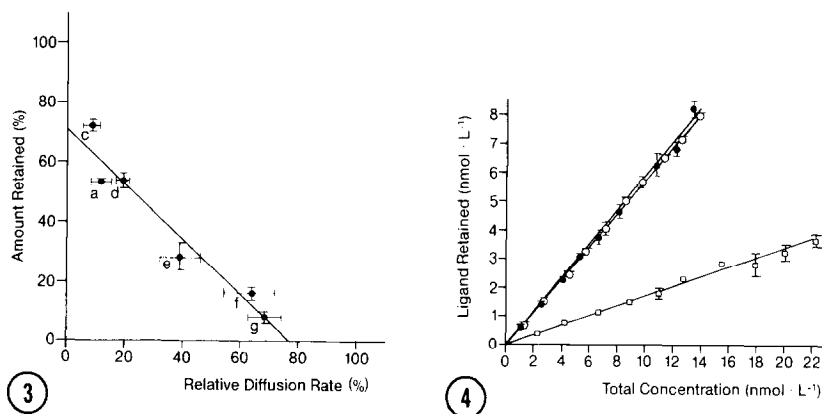 100
80
60
40
20
0
Amount Retained (%)
c
a
d
e
f
g
0 20 40 60 80 100
Relative Diffusion Rate (%)
3
8
7
6
5
4
3
2
1
0
Ligand Retained (nmol · L⁻¹)
0 2 4 6 8 10 12 14 16 18 20 22
Total Concentration (nmol · L⁻¹)
4